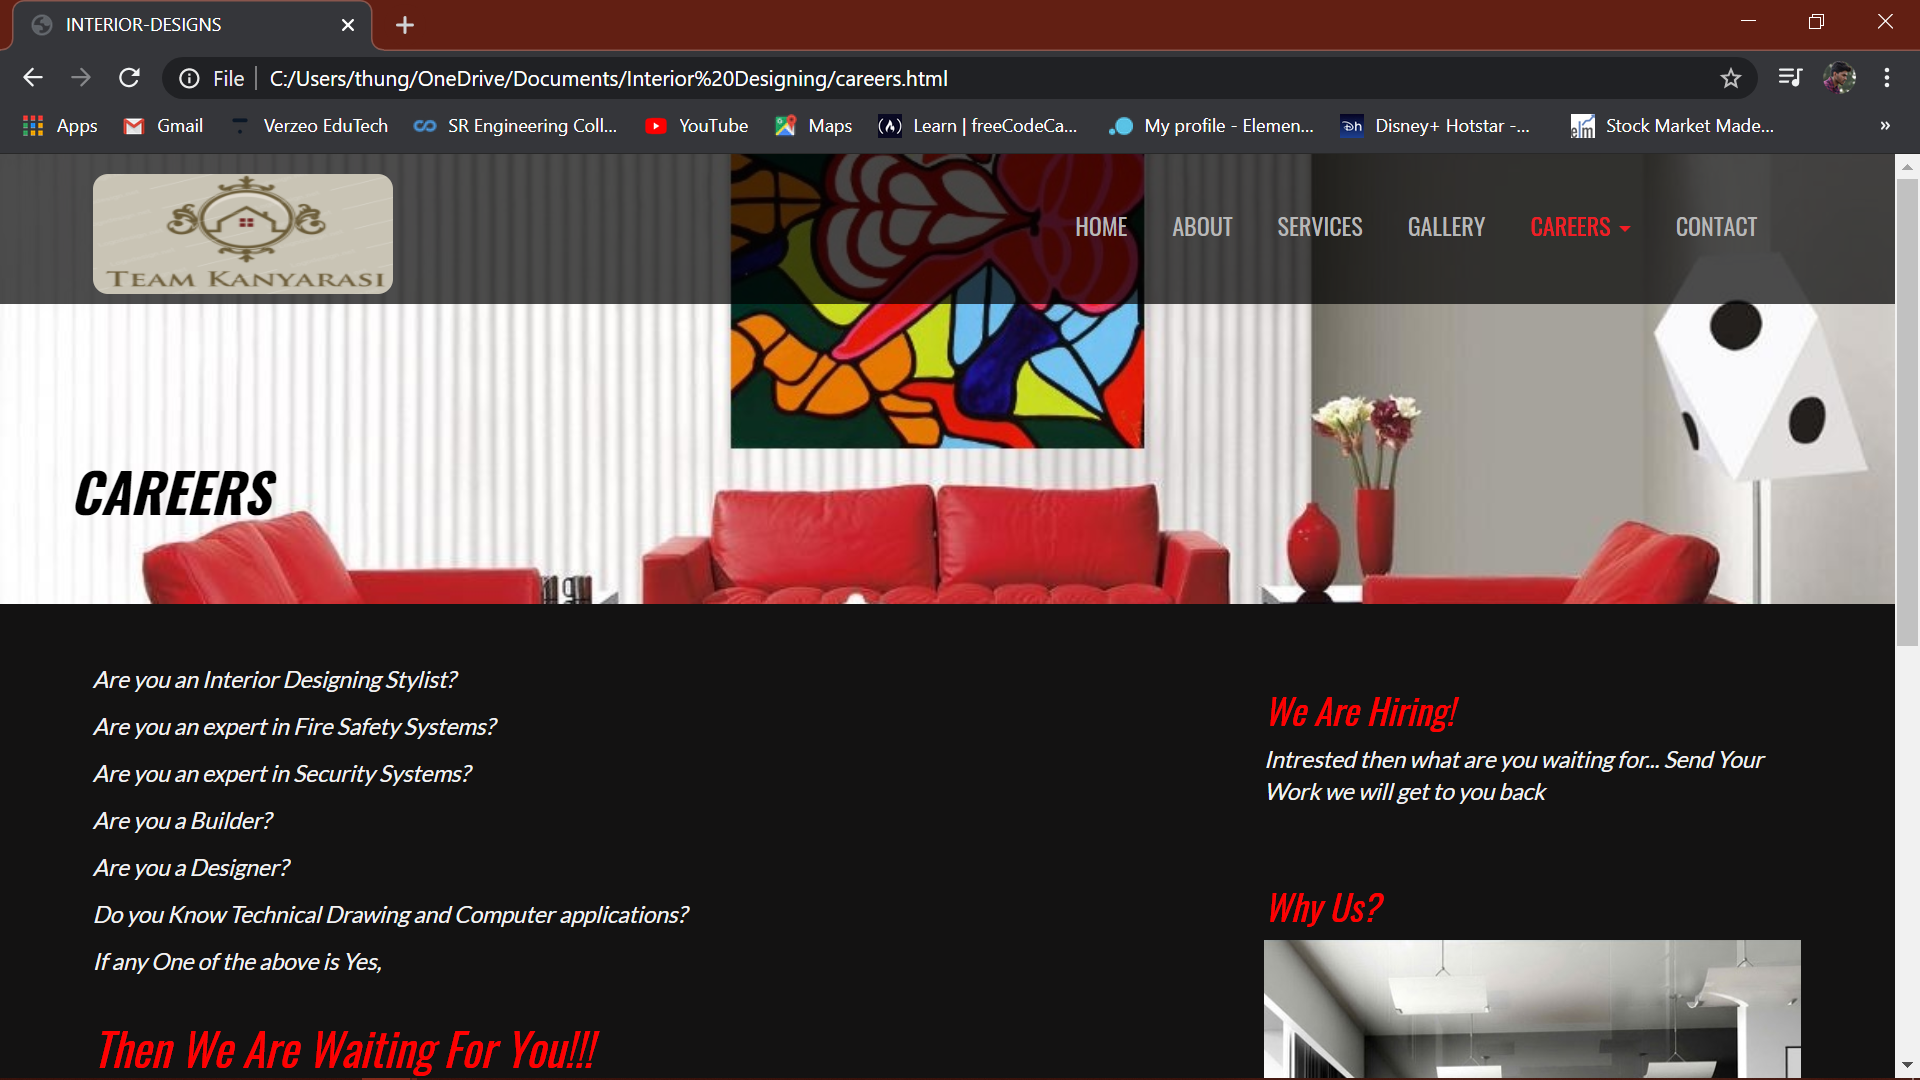 INTERIOR-DESIGNS
File
C:/Users/thung/OneDrive/Documents/Interior%20Designing/careers.html
Apps
Gmail
Verzeo EduTech
SR Engineering Coll...
YouTube
Maps
Learn | freeCodeCa...
My profile - Elemen...
Disney+ Hotstar -...
Stock Market Made...
»
TEAM KANYARASI
HOME
ABOUT
SERVICES
GALLERY
CAREERS
CONTACT
CAREERS
Are you an Interior Designing Stylist?
Are you an expert in Fire Safety Systems?
Are you an expert in Security Systems?
Are you a Builder?
Are you a Designer?
Do you Know Technical Drawing and Computer applications?
If any One of the above is Yes,
Then We Are Waiting For You!!!
We Are Hiring!
Intrested then what are you waiting for... Send Your
Work we will get to you back
Why Us?